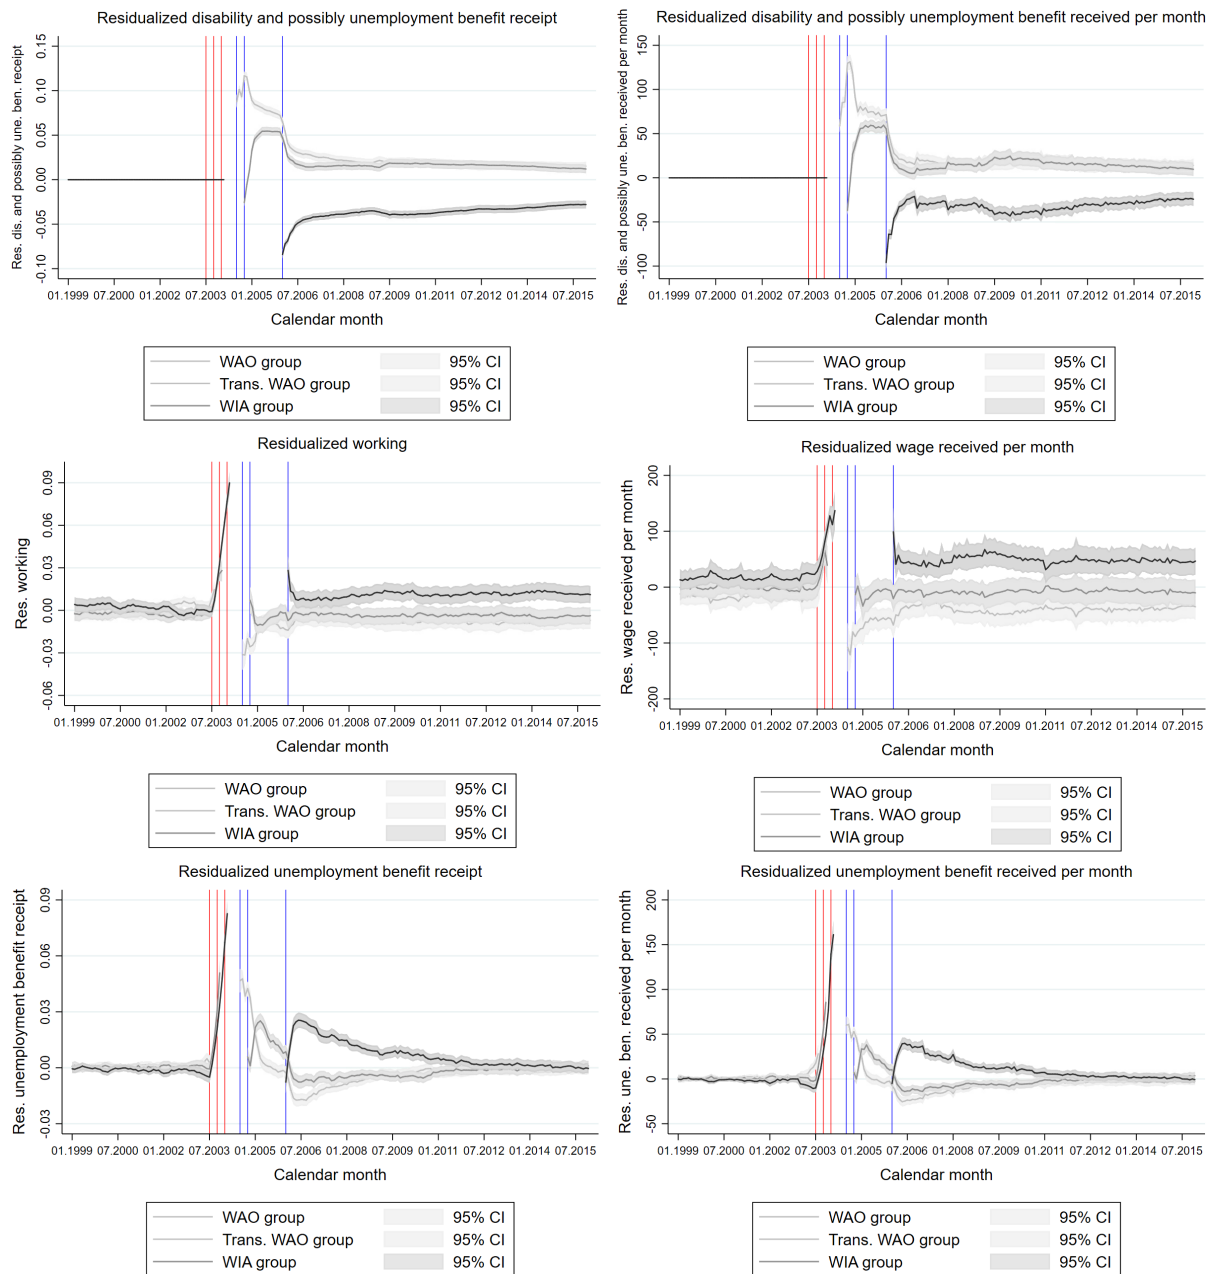 Residualized disability and possibly unemployment benefit receipt
Res. dis. and possibly une. ben. receipt
0.15
0.10
0.05
0.00
-0.05
-0.10
01.1999 07.2000 01.2002 07.2003 01.2005 07.2006 01.2008 07.2009 01.2011 07.2012 01.2014 07.2015
Calendar month
WAO group 95% CI
Trans. WAO group 95% CI
WIA group 95% CI
Residualized disability and possibly unemployment benefit received per month
Res. dis. and possibly une. ben. received per month
150
100
50
0
-50
-100
01.1999 07.2000 01.2002 07.2003 01.2005 07.2006 01.2008 07.2009 01.2011 07.2012 01.2014 07.2015
Calendar month
WAO group 95% CI
Trans. WAO group 95% CI
WIA group 95% CI
Residualized working
Res. working
0.09
0.06
0.03
0.00
-0.03
-0.06
01.1999 07.2000 01.2002 07.2003 01.2005 07.2006 01.2008 07.2009 01.2011 07.2012 01.2014 07.2015
Calendar month
WAO group 95% CI
Trans. WAO group 95% CI
WIA group 95% CI
Residualized wage received per month
Res. wage received per month
200
100
0
-100
-200
01.1999 07.2000 01.2002 07.2003 01.2005 07.2006 01.2008 07.2009 01.2011 07.2012 01.2014 07.2015
Calendar month
WAO group 95% CI
Trans. WAO group 95% CI
WIA group 95% CI
Residualized unemployment benefit receipt
Res. unemployment benefit receipt
0.09
0.06
0.03
0.00
-0.03
01.1999 07.2000 01.2002 07.2003 01.2005 07.2006 01.2008 07.2009 01.2011 07.2012 01.2014 07.2015
Calendar month
WAO group 95% CI
Trans. WAO group 95% CI
WIA group 95% CI
Residualized unemployment benefit received per month
Res. une. ben. received per month
200
150
100
50
0
-50
01.1999 07.2000 01.2002 07.2003 01.2005 07.2006 01.2008 07.2009 01.2011 07.2012 01.2014 07.2015
Calendar month
WAO group 95% CI
Trans. WAO group 95% CI
WIA group 95% CI